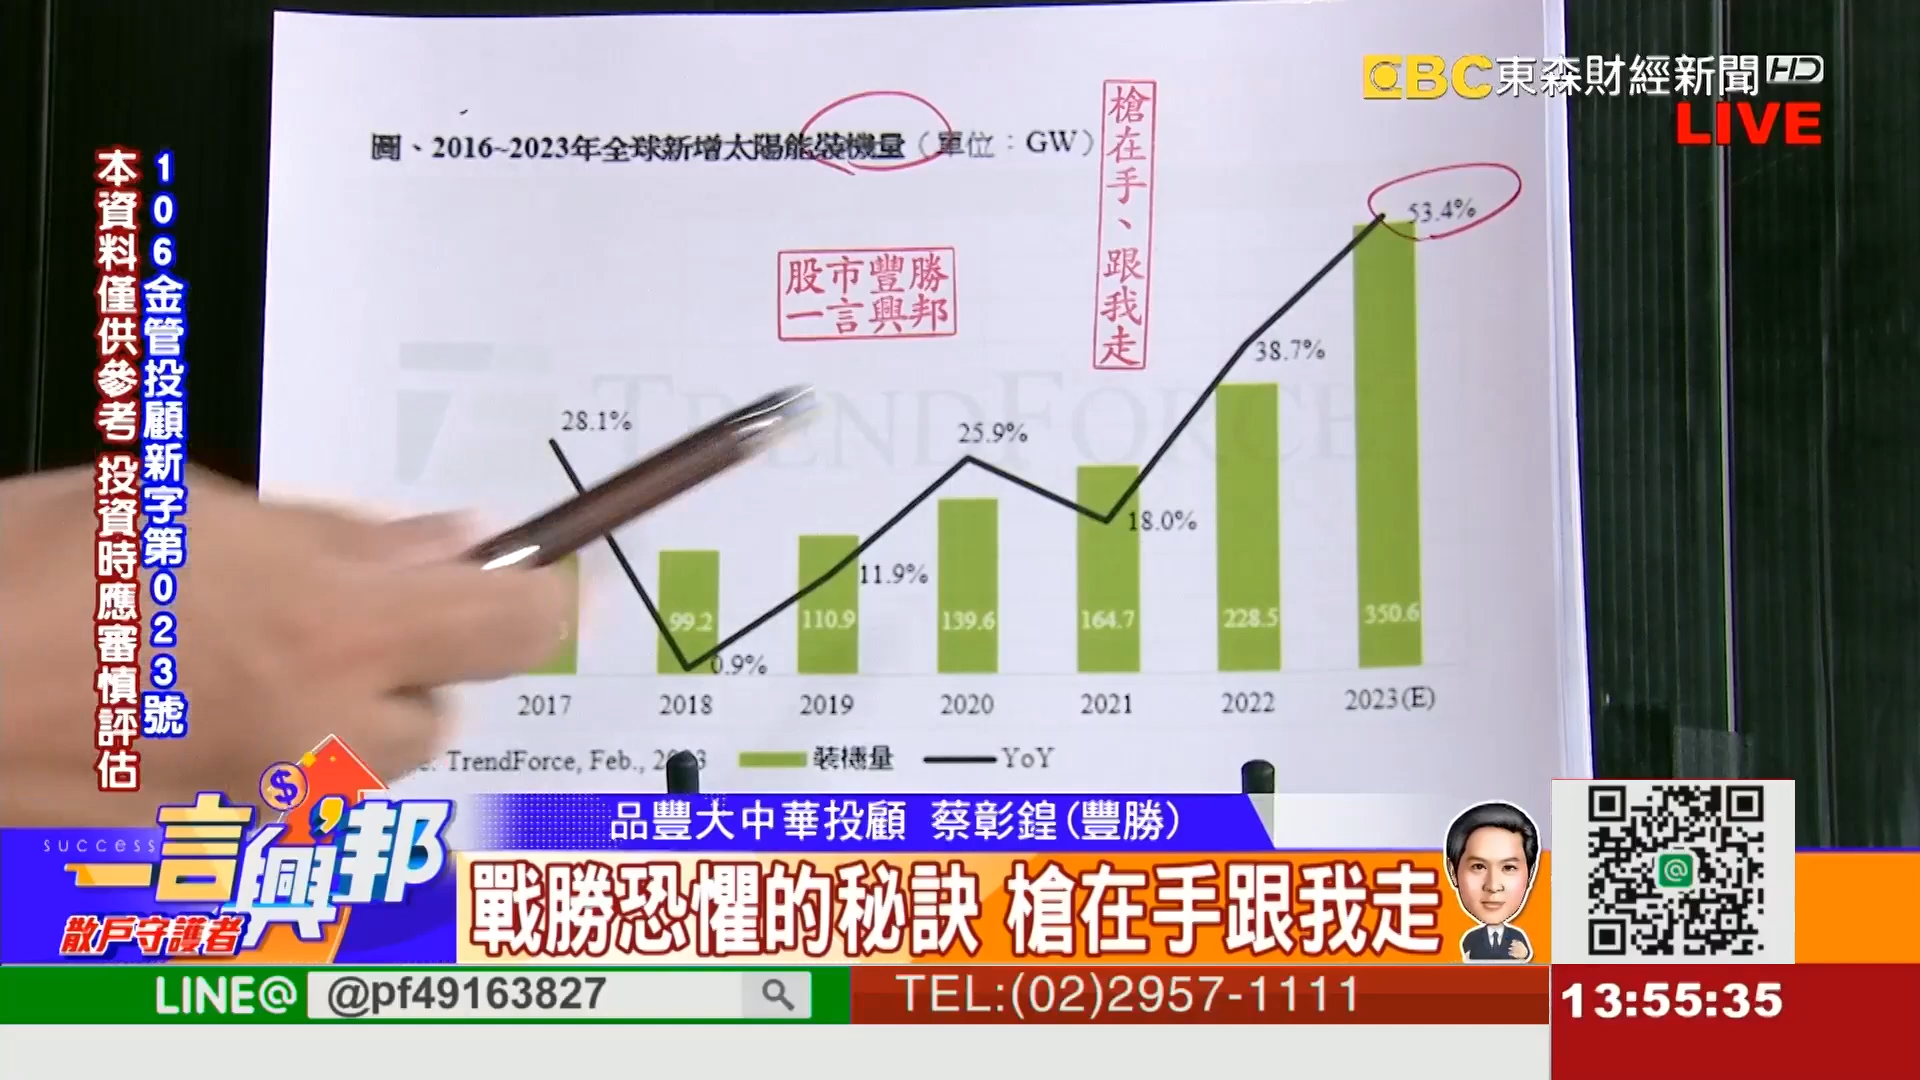 EBC東森財經新聞HD
LIVE
106金管投顧新字第023號
本資料僅供參考 投資時應審慎評估
圖、2016~2023年全球新增太陽能裝機量（單位：GW）
槍在手、跟我走
股市豐勝
一言興邦
TRENDFORCE
53.4%
38.7%
28.1%
25.9%
18.0%
11.9%
0.9%
99.2
110.9
139.6
164.7
228.5
350.6
2017
2018
2019
2020
2021
2022
2023(E)
TrendForce, Feb.,
裝機量
YoY
品豐大中華投顧 蔡彰鍠(豐勝)
success
一言興邦
散戶守護者
戰勝恐懼的秘訣 槍在手跟我走
LINE@ @pf49163827
TEL:(02)2957-1111
13:55:35